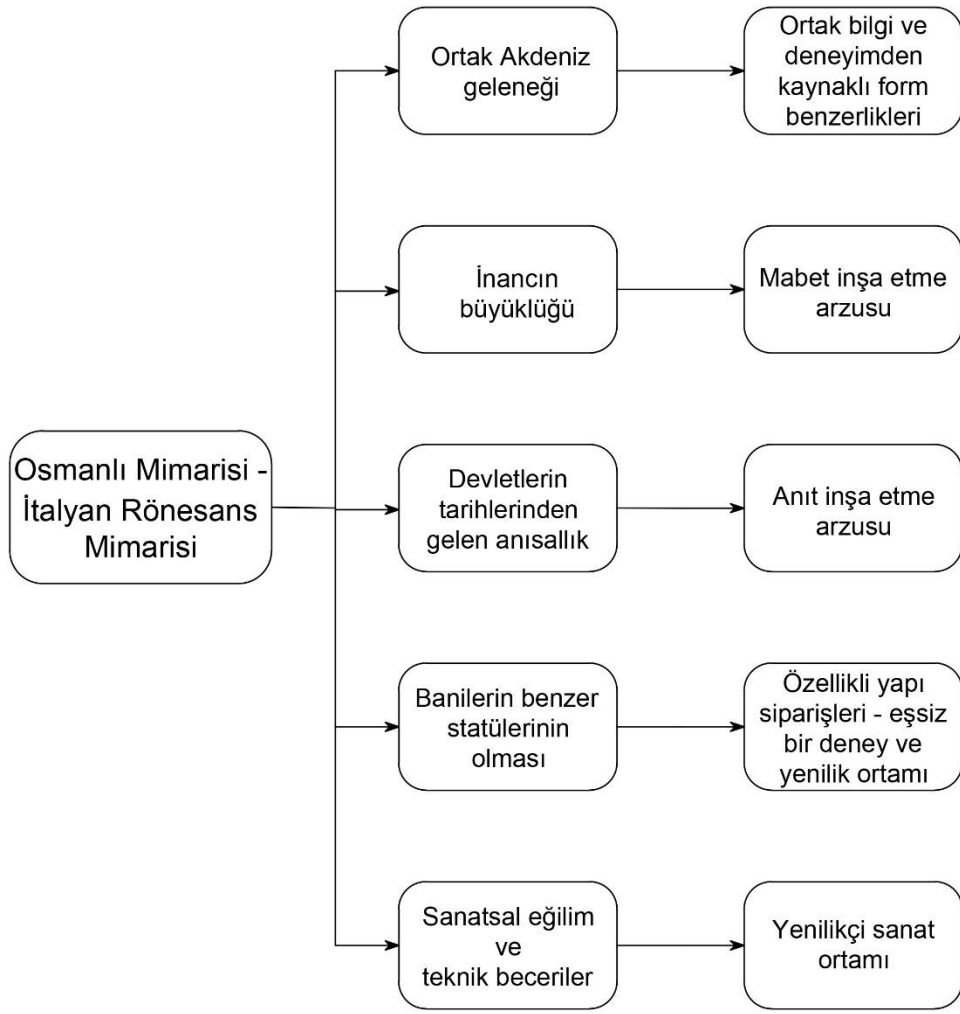 Osmanlı Mimarisi -
İtalyan Rönesans
Mimarisi
Ortak Akdeniz
geleneği
Ortak bilgi ve
deneyimden
kaynaklı form
benzerlikleri
İnancın
büyüklüğü
Mabet inşa etme
arzusu
Devletlerin
tarihlerinden
gelen anısallık
Anıt inşa etme
arzusu
Banilerin benzer
statülerinin
olması
Özellikli yapı
siparişleri - eşsiz
bir deney ve
yenilik ortamı
Sanatsal eğilim
ve
teknik beceriler
Yenilikçi sanat
ortamı